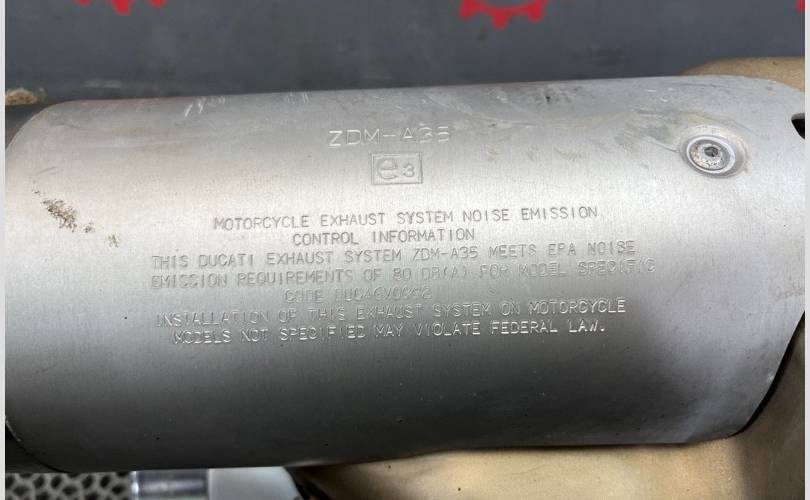 ZDM-A35
e3
MOTORCYCLE EXHAUST SYSTEM NOISE EMISSION
CONTROL INFORMATION
THIS DUCATI EXHAUST SYSTEM ZDM-A35 MEETS EPA NOISE
EMISSION REQUIREMENTS OF 80 DB(A) FOR MODEL SPECIFIC
CODE
INSTALLATION OF THIS EXHAUST SYSTEM ON MOTORCYCLE
MODELS NOT SPECIFIED MAY VIOLATE FEDERAL LAW.